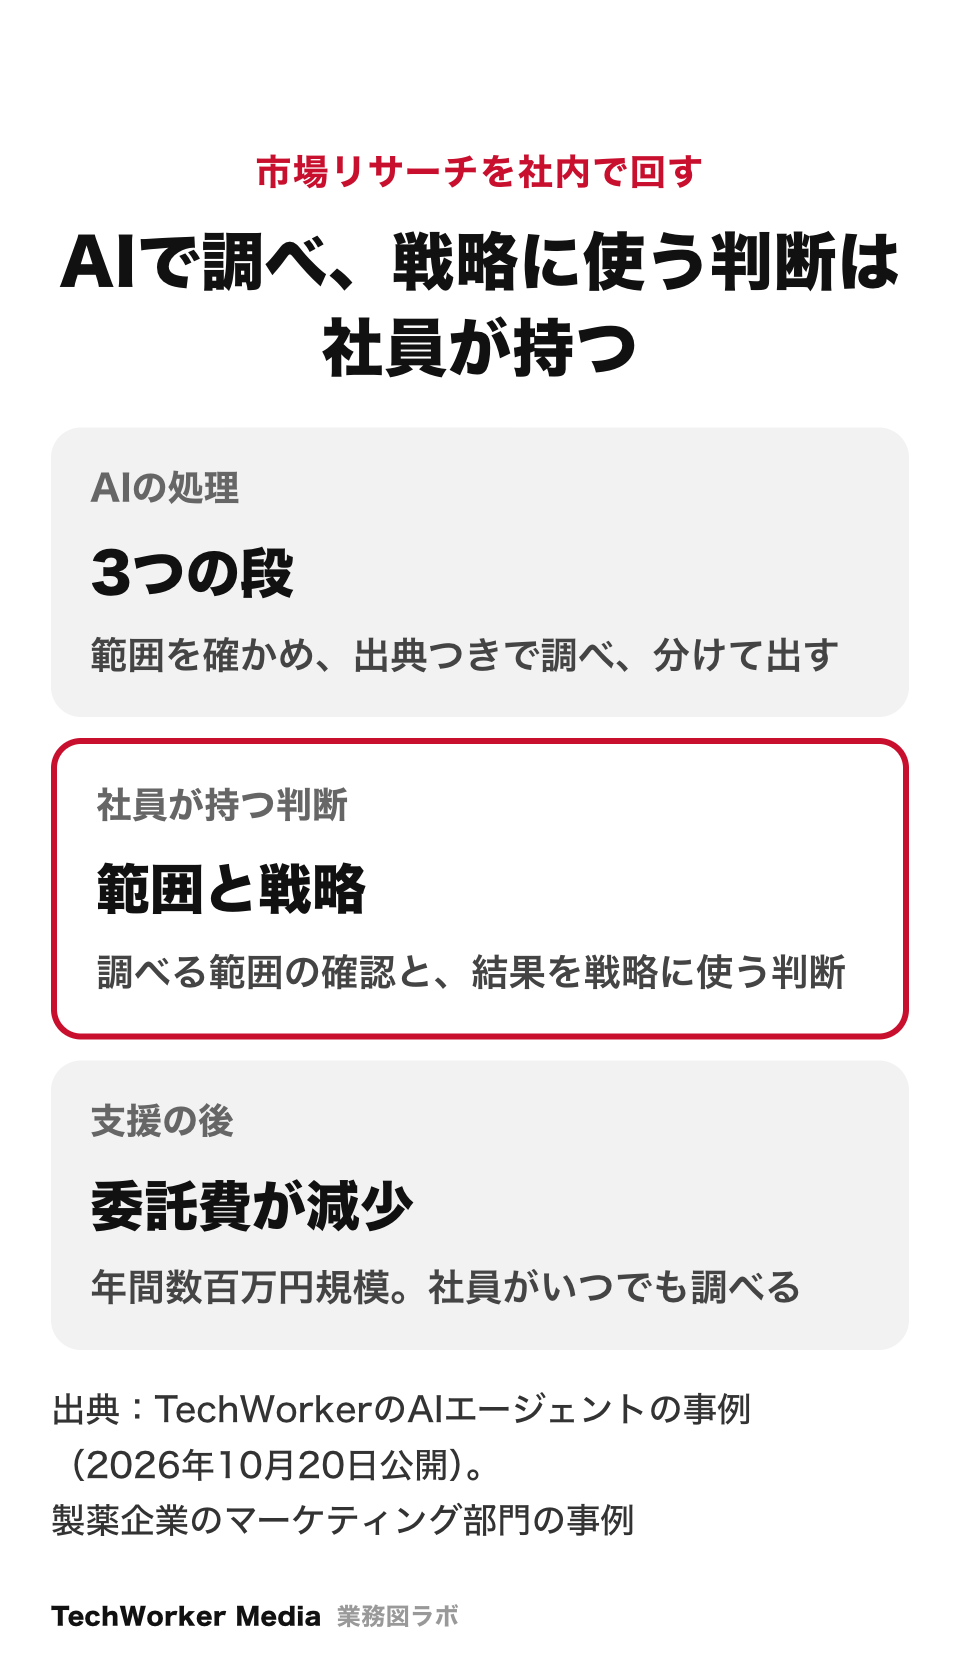 市場リサーチを社内で回す
AIで調べ、戦略に使う判断は
社員が持つ
AIの処理
3つの段
範囲を確かめ、出典つきで調べ、分けて出す
社員が持つ判断
範囲と戦略
調べる範囲の確認と、結果を戦略に使う判断
支援の後
委託費が減少
年間数百万円規模。社員がいつでも調べる
出典：TechWorkerのAIエージェントの事例
（2026年10月20日公開）。
製薬企業のマーケティング部門の事例
TechWorker Media 業務図ラボ